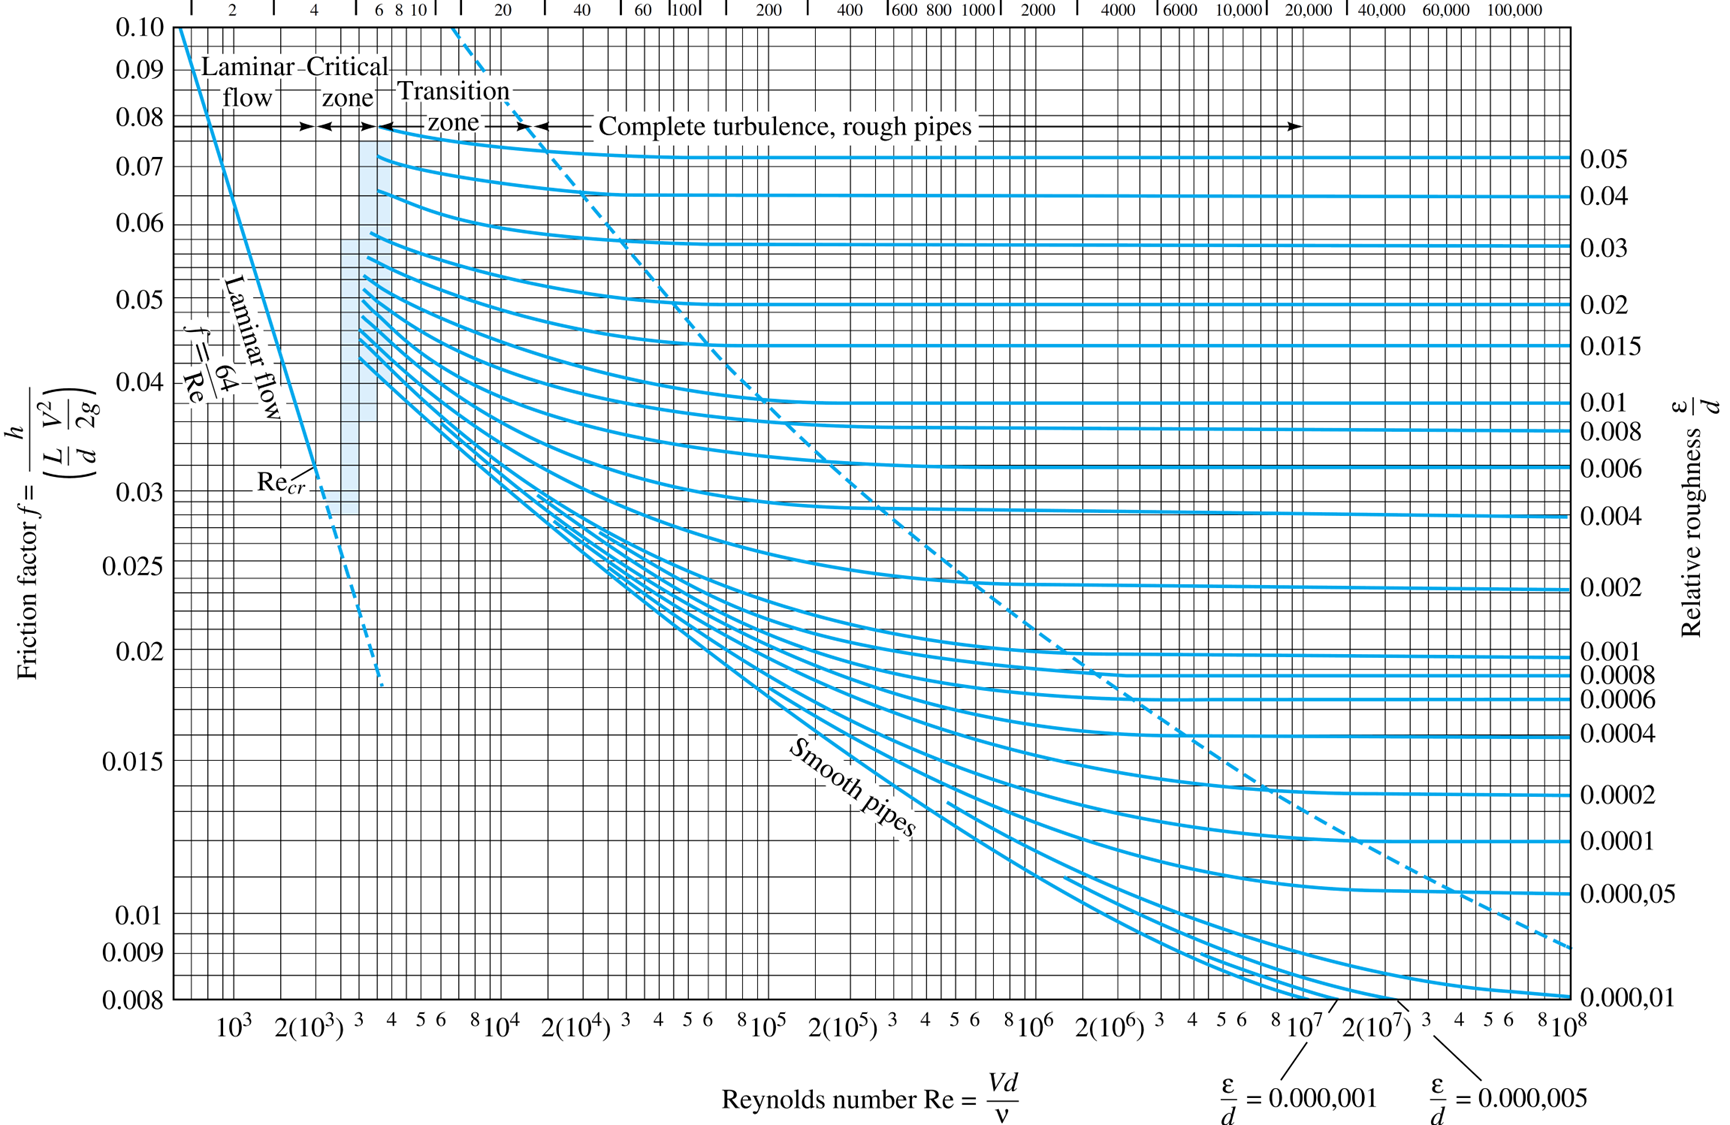 2 4 6 8 10 20 40 60 100 200 400 600 800 1000 2000 4000 6000 10,000 20,000 40,000 60,000 100,000
0.10
0.09
0.08
0.07
0.06
0.05
0.04
0.03
0.025
0.02
0.015
0.01
0.009
0.008
Friction factor f = h / (L/d V²/2g)
Laminar flow
Critical zone
Transition zone
Complete turbulence, rough pipes
Laminar flow
f = 64/Re
Re_cr
Smooth pipes
0.05
0.04
0.03
0.02
0.015
0.01
0.008
0.006
0.004
0.002
0.001
0.0008
0.0006
0.0004
0.0002
0.0001
0.000,05
0.000,01
Relative roughness ε/d
10³ 2(10³) 3 4 5 6 8 10⁴ 2(10⁴) 3 4 5 6 8 10⁵ 2(10⁵) 3 4 5 6 8 10⁶ 2(10⁶) 3 4 5 6 8 10⁷ 2(10⁷) 3 4 5 6 8 10⁸
Reynolds number Re = Vd/ν
ε/d = 0.000,001
ε/d = 0.000,005